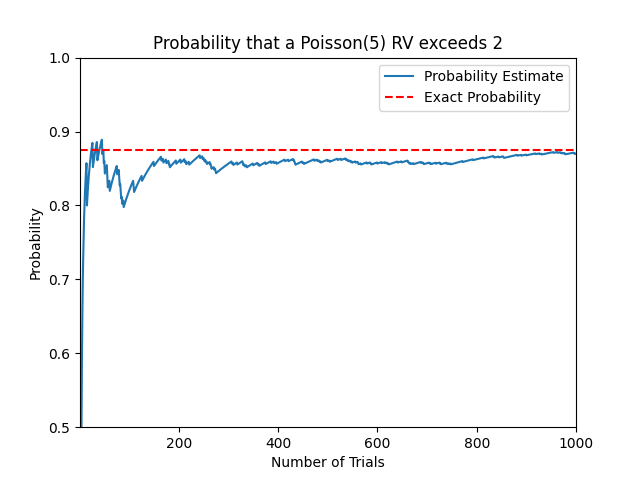 Probability that a Poisson(5) RV exceeds 2
Probability Estimate
Exact Probability
1.0
0.9
0.8
0.7
0.6
0.5
Probability
200
400
600
800
1000
Number of Trials